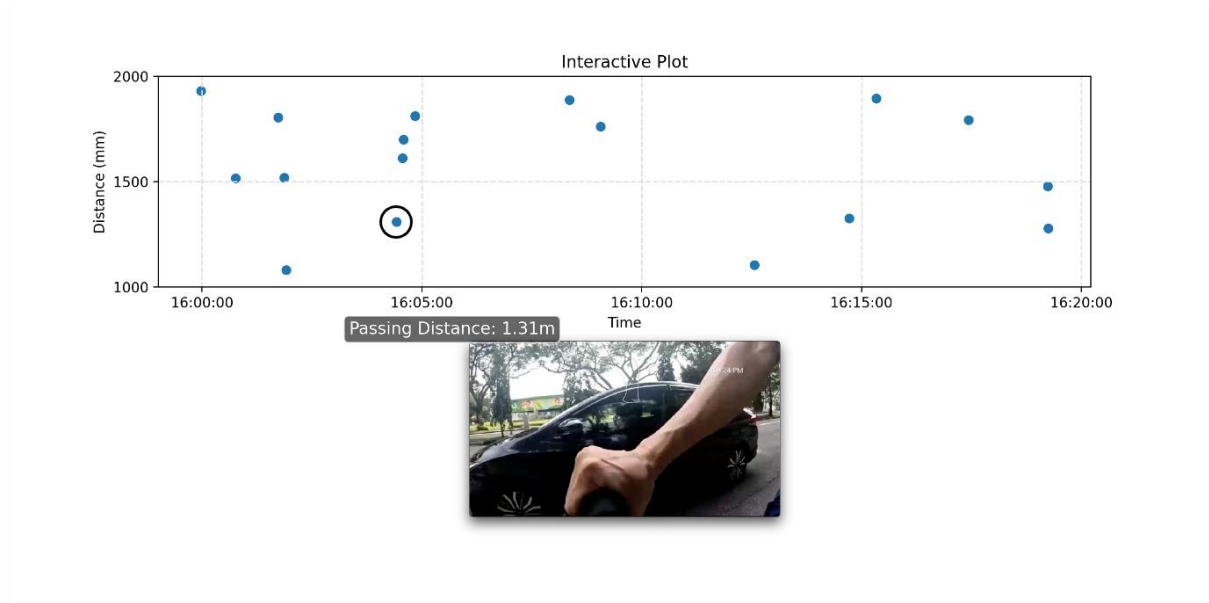 Interactive Plot
2000
1500
1000
Distance (mm)
16:00:00 16:05:00 16:10:00 16:15:00 16:20:00
Time
Passing Distance: 1.31m
PM